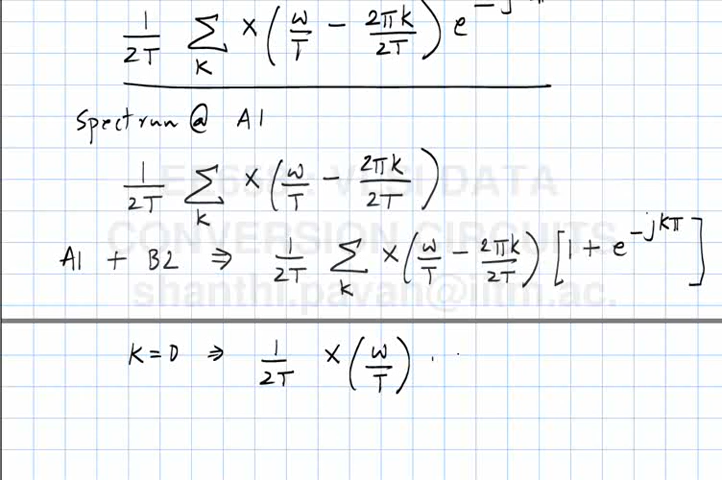 1/2T Σ_K X(ω/T − 2πk/2T) e^−j
Spectrum @ A1
1/2T Σ_K X(ω/T − 2πk/2T)
A1 + B2 ⇒ 1/2T Σ_K X(ω/T − 2πk/2T) [1 + e^−jkπ]
K=0 ⇒ 1/2T X(ω/T) . .
EE658: VLSI DATA
CONVERSION CIRCUITS
shanthi.pavan@iitm.ac.